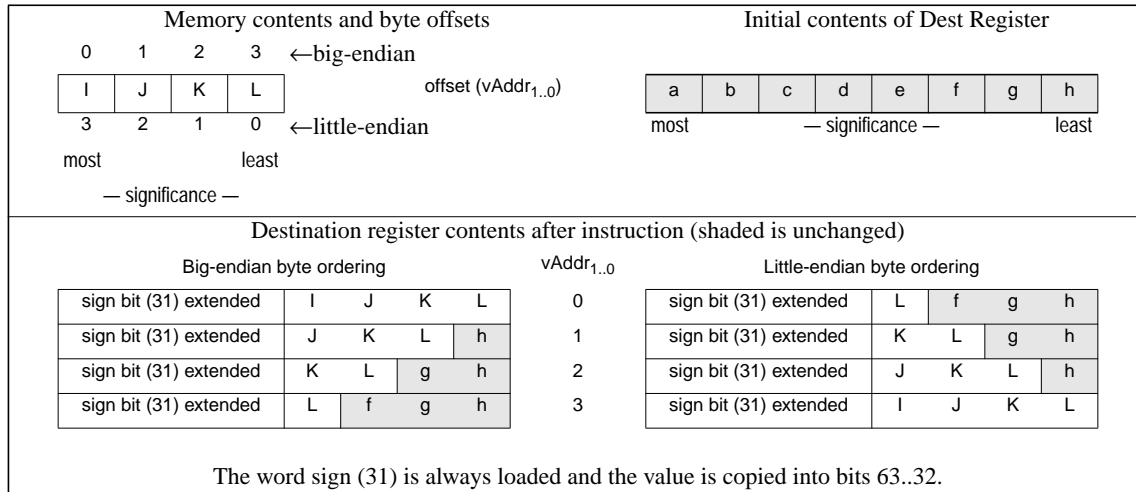 Memory contents and byte offsets
Initial contents of Dest Register
0 1 2 3 ←big-endian
I J K L
offset (vAddr1..0)
a b c d e f g h
3 2 1 0 ←little-endian
most — significance — least
most least
— significance —
Destination register contents after instruction (shaded is unchanged)
Big-endian byte ordering vAddr1..0 Little-endian byte ordering
sign bit (31) extended I J K L 0 sign bit (31) extended L f g h
sign bit (31) extended J K L h 1 sign bit (31) extended K L g h
sign bit (31) extended K L g h 2 sign bit (31) extended J K L h
sign bit (31) extended L f g h 3 sign bit (31) extended I J K L
The word sign (31) is always loaded and the value is copied into bits 63..32.